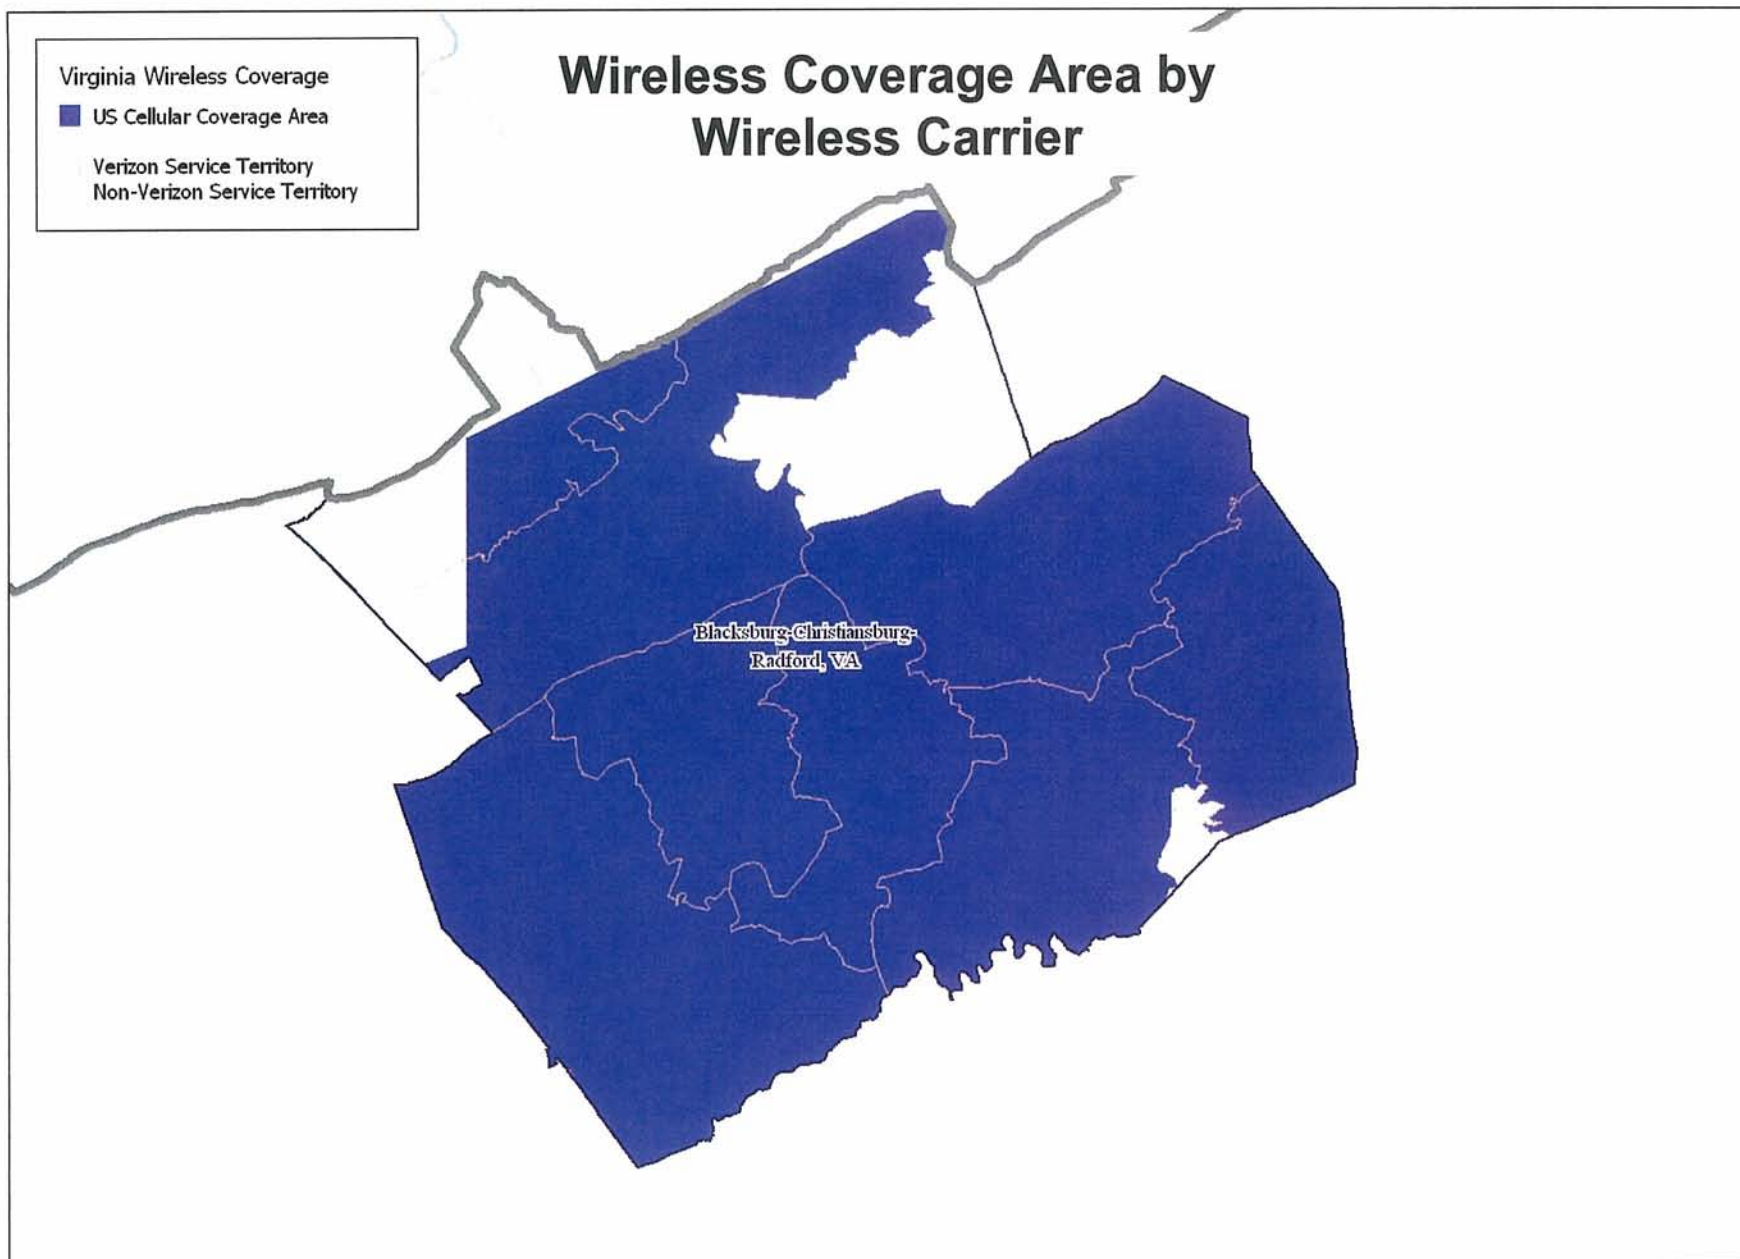 Virginia Wireless Coverage
US Cellular Coverage Area
Verizon Service Territory
Non-Verizon Service Territory
Wireless Coverage Area by
Wireless Carrier
Blacksburg-Christiansburg-
Radford, VA